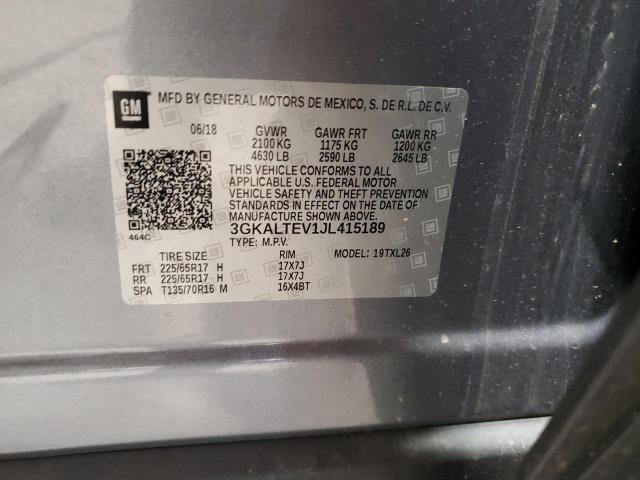 GM MFD BY GENERAL MOTORS DE MEXICO, S. DE R.L. DE C.V.
06/18 GVWR GAWR FRT GAWR RR
2100 KG 1175 KG 1200 KG
4630 LB 2590 LB 2645 LB
THIS VEHICLE CONFORMS TO ALL
APPLICABLE U.S. FEDERAL MOTOR
VEHICLE SAFETY AND THEFT PREVENTION
STANDARDS IN EFFECT ON THE DATE
OF MANUFACTURE SHOWN ABOVE.
464C 3GKALTEV1JL415189
TYPE: M.P.V. MODEL: 19TXL26
TIRE SIZE RIM
FRT 225/65R17 H 17X7J
RR 225/65R17 H 17X7J
SPA T135/70R16 M 16X4BT